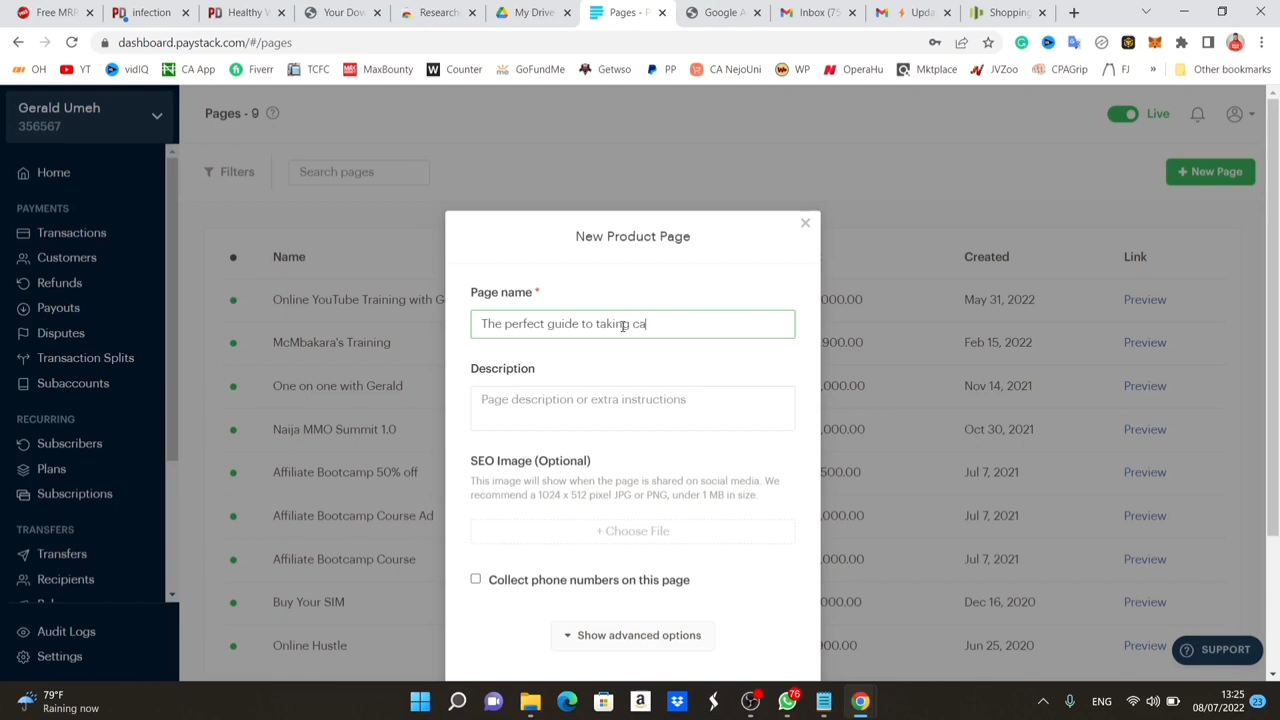 Free MRR
infection
Healthy V
Your Dow
Research
My Drive
Pages - P
Google A
Inbox (75
Upda
Shopping
dashboard.paystack.com/#/pages
OH
YT
vidIQ
CA App
Fiverr
TCFC
MaxBounty
Counter
GoFundMe
Getwso
PP
CA NejoUni
WP
OperaHu
Mktplace
JVZoo
CPAGrip
FJ
»
Other bookmarks
Gerald Umeh
356567
Pages - 9
Live
Filters
Search pages
+ New Page
Home
PAYMENTS
Transactions
Customers
Refunds
Payouts
Disputes
Transaction Splits
Subaccounts
RECURRING
Subscribers
Plans
Subscriptions
TRANSFERS
Transfers
Recipients
Audit Logs
Settings
Name
Created
Link
Online YouTube Training with G
000.00
May 31, 2022
Preview
McMbakara's Training
,900.00
Feb 15, 2022
Preview
One on one with Gerald
,000.00
Nov 14, 2021
Preview
Naija MMO Summit 1.0
,000.00
Oct 30, 2021
Preview
Affiliate Bootcamp 50% off
,500.00
Jul 7, 2021
Preview
Affiliate Bootcamp Course Ad
,000.00
Jul 7, 2021
Preview
Affiliate Bootcamp Course
,000.00
Jul 7, 2021
Preview
Buy Your SIM
,000.00
Dec 16, 2020
Preview
Online Hustle
900.00
Jun 25, 2020
Preview
New Product Page
Page name *
The perfect guide to taking ca
Description
Page description or extra instructions
SEO Image (Optional)
This image will show when the page is shared on social media. We
recommend a 1024 x 512 pixel JPG or PNG, under 1 MB in size.
+ Choose File
Collect phone numbers on this page
Show advanced options
SUPPORT
79°F
Raining now
76
ENG
13:25
08/07/2022
23